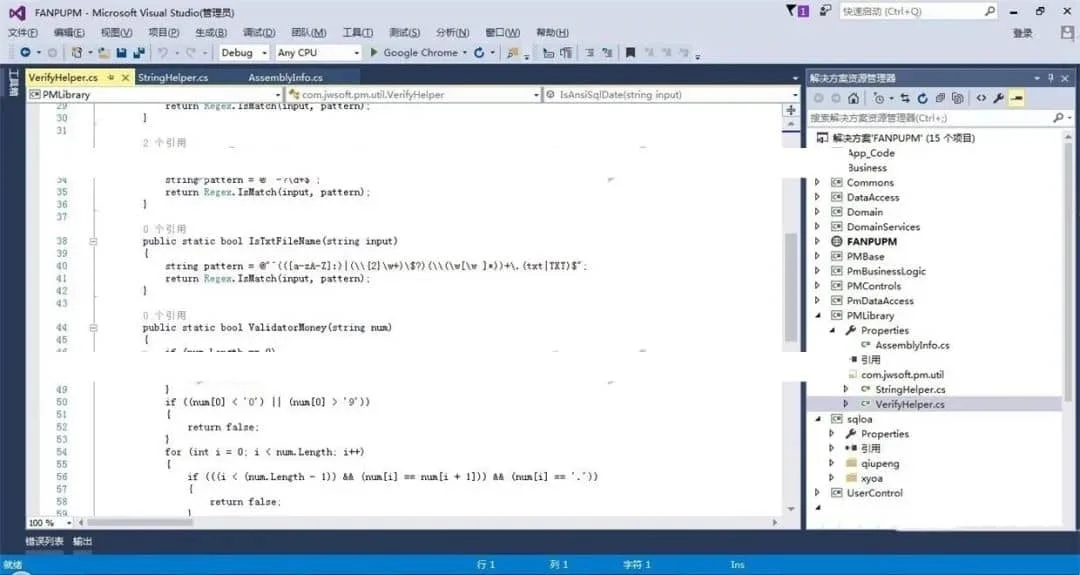 FANPUPM - Microsoft Visual Studio(管理员)
1
快速启动 (Ctrl+Q)
文件(F) 编辑(E) 视图(V) 项目(P) 生成(B) 调试(D) 团队(M) 工具(T) 测试(S) 分析(N) 窗口(W) 帮助(H) 登录
Debug Any CPU Google Chrome
VerifyHelper.cs StringHelper.cs AssemblyInfo.cs
PMLibrary com.jwsoft.pm.util.VerifyHelper IsAnsiSqlDate(string input)
29 return Regex.IsMatch(input, pattern);
30 }
31
2 个引用
35 return Regex.IsMatch(input, pattern);
36 }
37
0 个引用
38 public static bool IsTxtFileName(string input)
39 {
40 string pattern = @"^(([a-zA-Z]:)|(\\{2}\w+)\$?)(\\(\w[\w ]*))+\.(txt|TXT)$";
41 return Regex.IsMatch(input, pattern);
42 }
43
0 个引用
44 public static bool ValidatorMoney(string num)
45 {
49 }
50 if ((num[0] < '0') || (num[0] > '9'))
51 {
52 return false;
53 }
54 for (int i = 0; i < num.Length; i++)
55 {
56 if (((i < (num.Length - 1)) && (num[i] == num[i + 1])) && (num[i] == '.'))
57 {
58 return false;
59 }
100 %
错误列表 输出
就绪 行 1 列 1 字符 1 Ins
工具箱
解决方案资源管理器
搜索解决方案资源管理器(Ctrl+;)
解决方案'FANPUPM' (15 个项目)
App_Code
Business
Commons
DataAccess
Domain
DomainServices
FANPUPM
PMBase
PmBusinessLogic
PMControls
PmDataAccess
PMLibrary
Properties
AssemblyInfo.cs
引用
com.jwsoft.pm.util
StringHelper.cs
VerifyHelper.cs
sqloa
Properties
引用
qiupeng
xyoa
UserControl